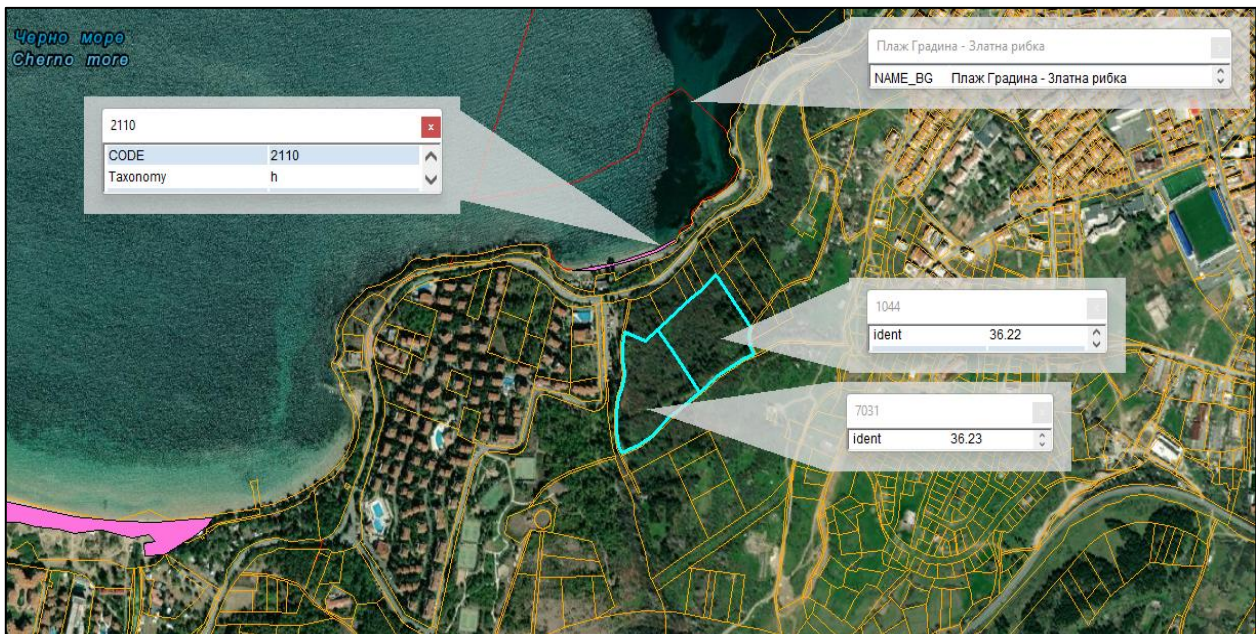 Черно море
Cherno more
Плаж Градина - Златна рибка
NAME_BG Плаж Градина - Златна рибка
2110
x
CODE 2110
Taxonomy h
1044
ident 36.22
7031
ident 36.23